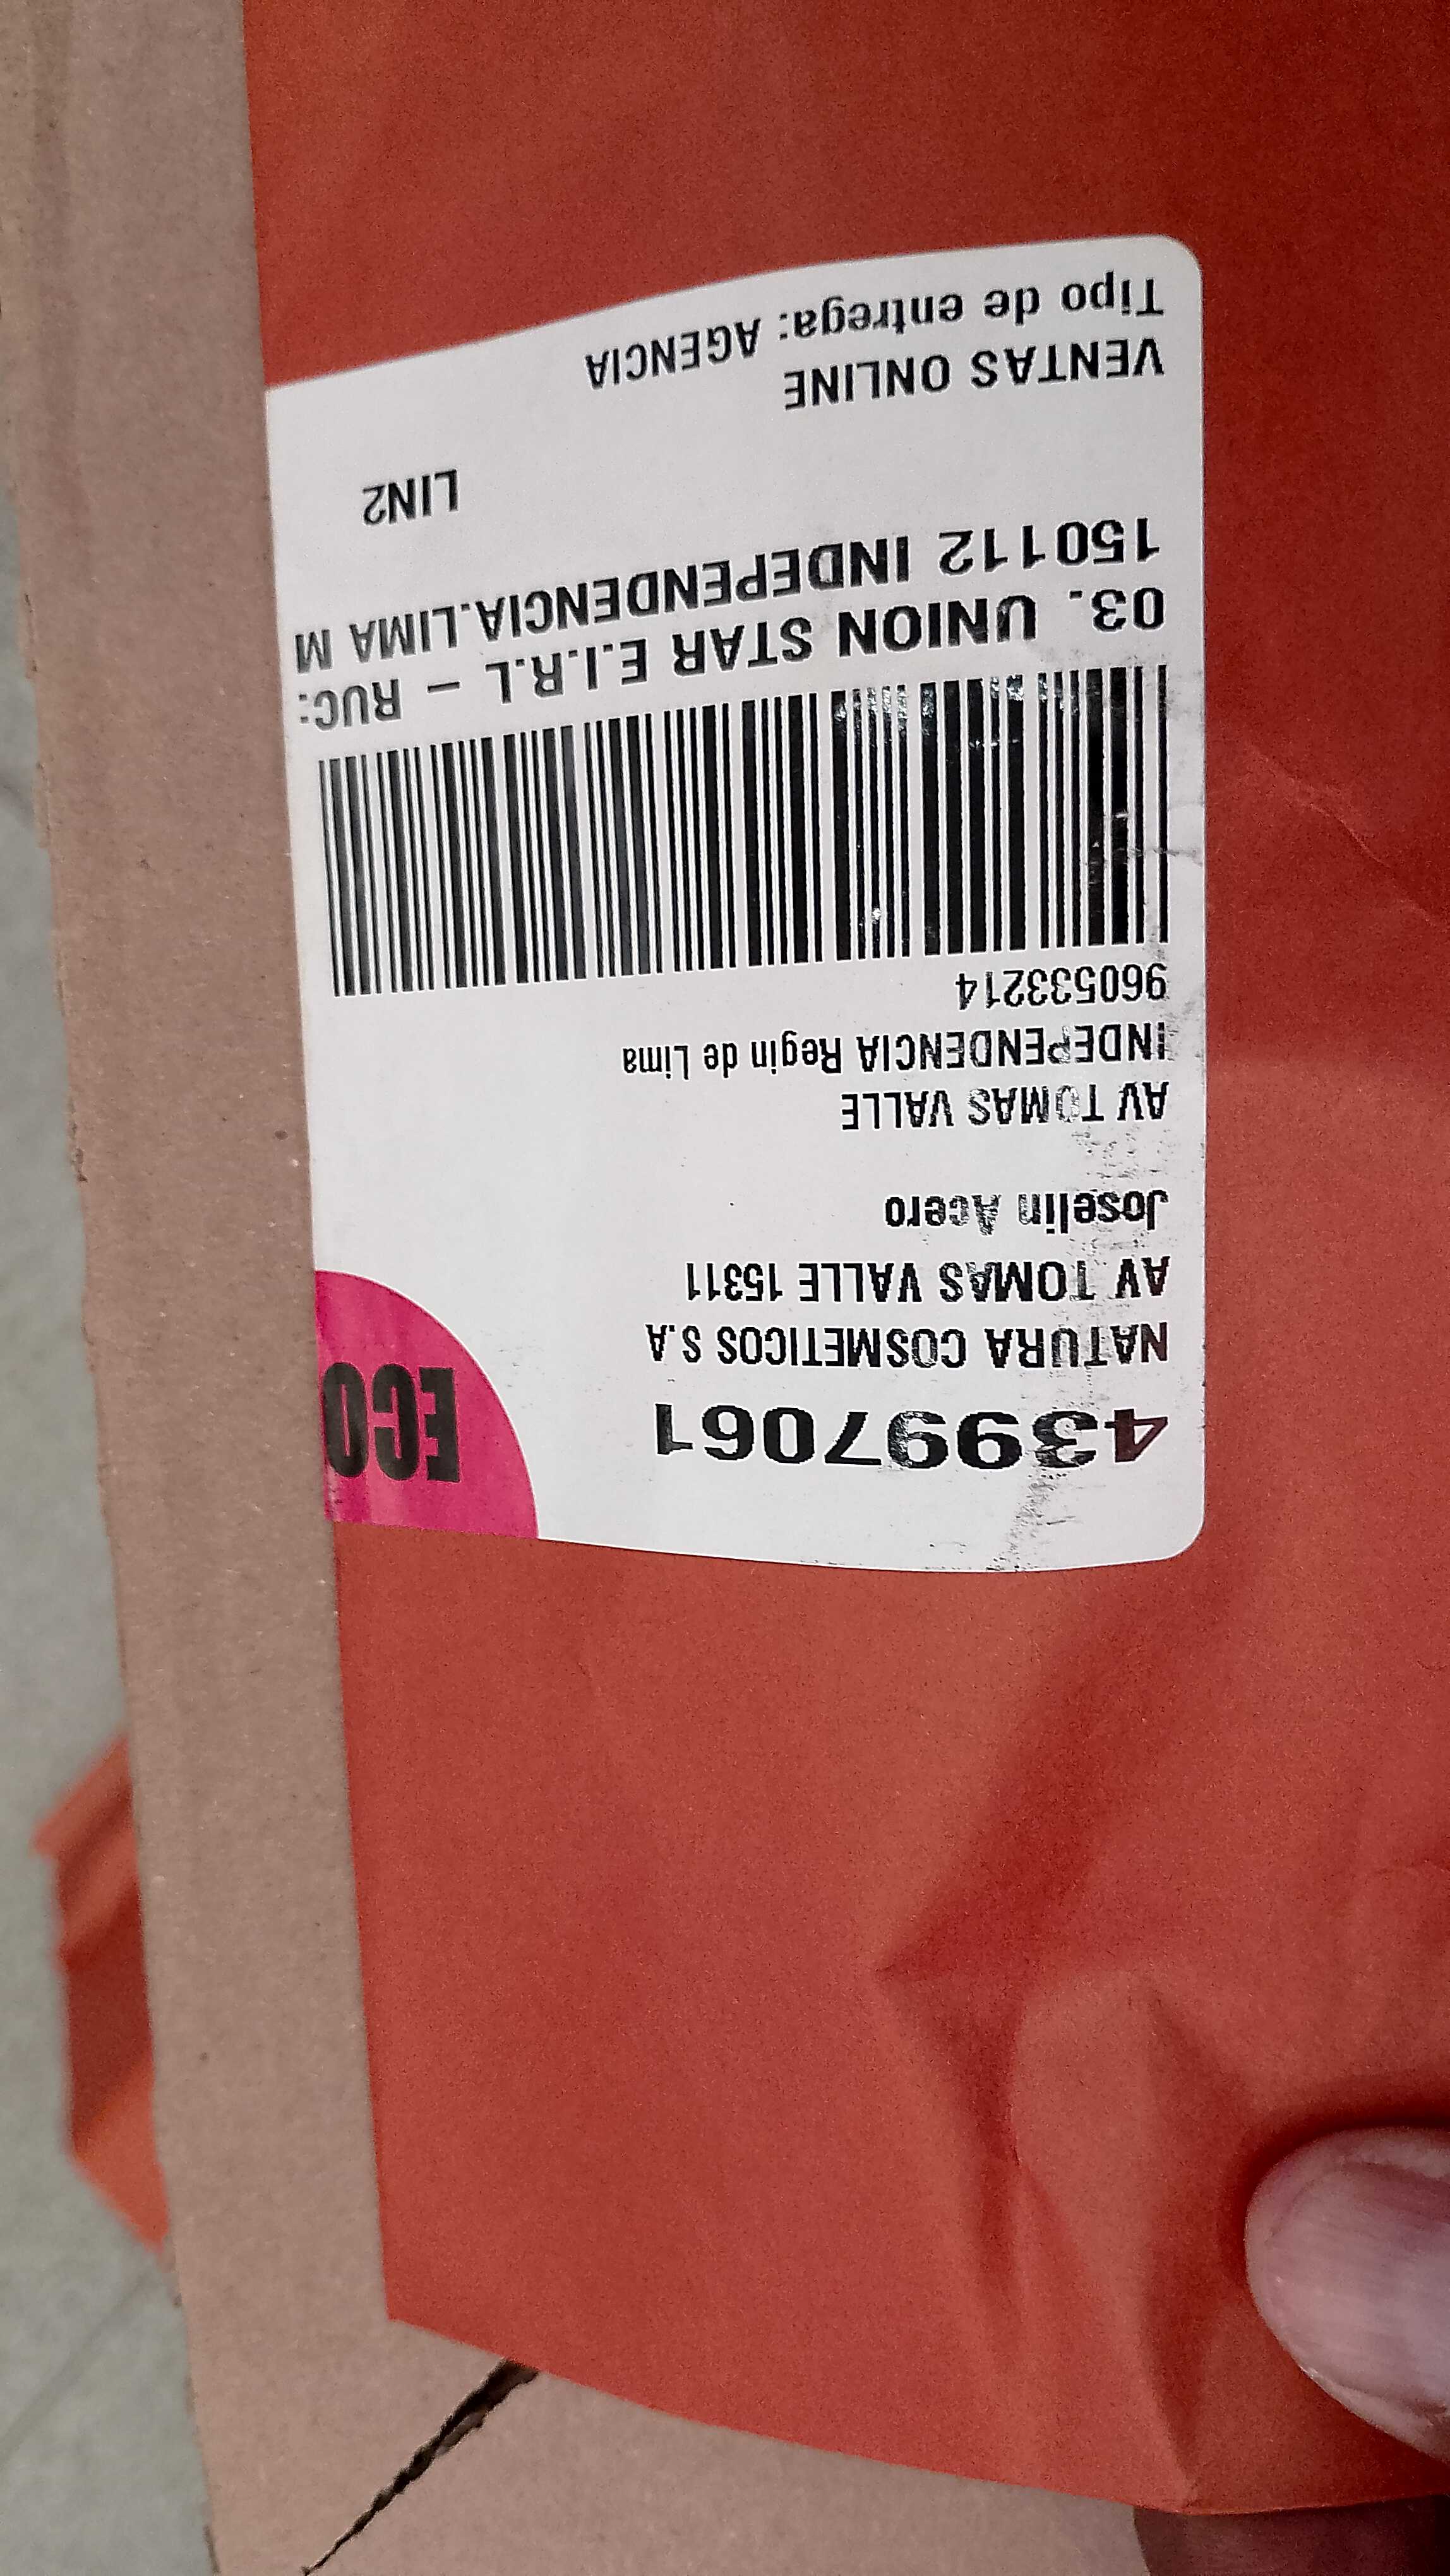 43997061
NATURA COSMETICOS S.A
AV TOMAS VALLE 15311
ECO
Joselin Acero
AV TOMAS VALLE
INDEPENDENCIA Regin de Lima
960533214
03. UNION STAR E.I.R.L - RUC:
150112 INDEPENDENCIA.LIMA M
LIN2
VENTAS ONLINE
Tipo de entrega: AGENCIA